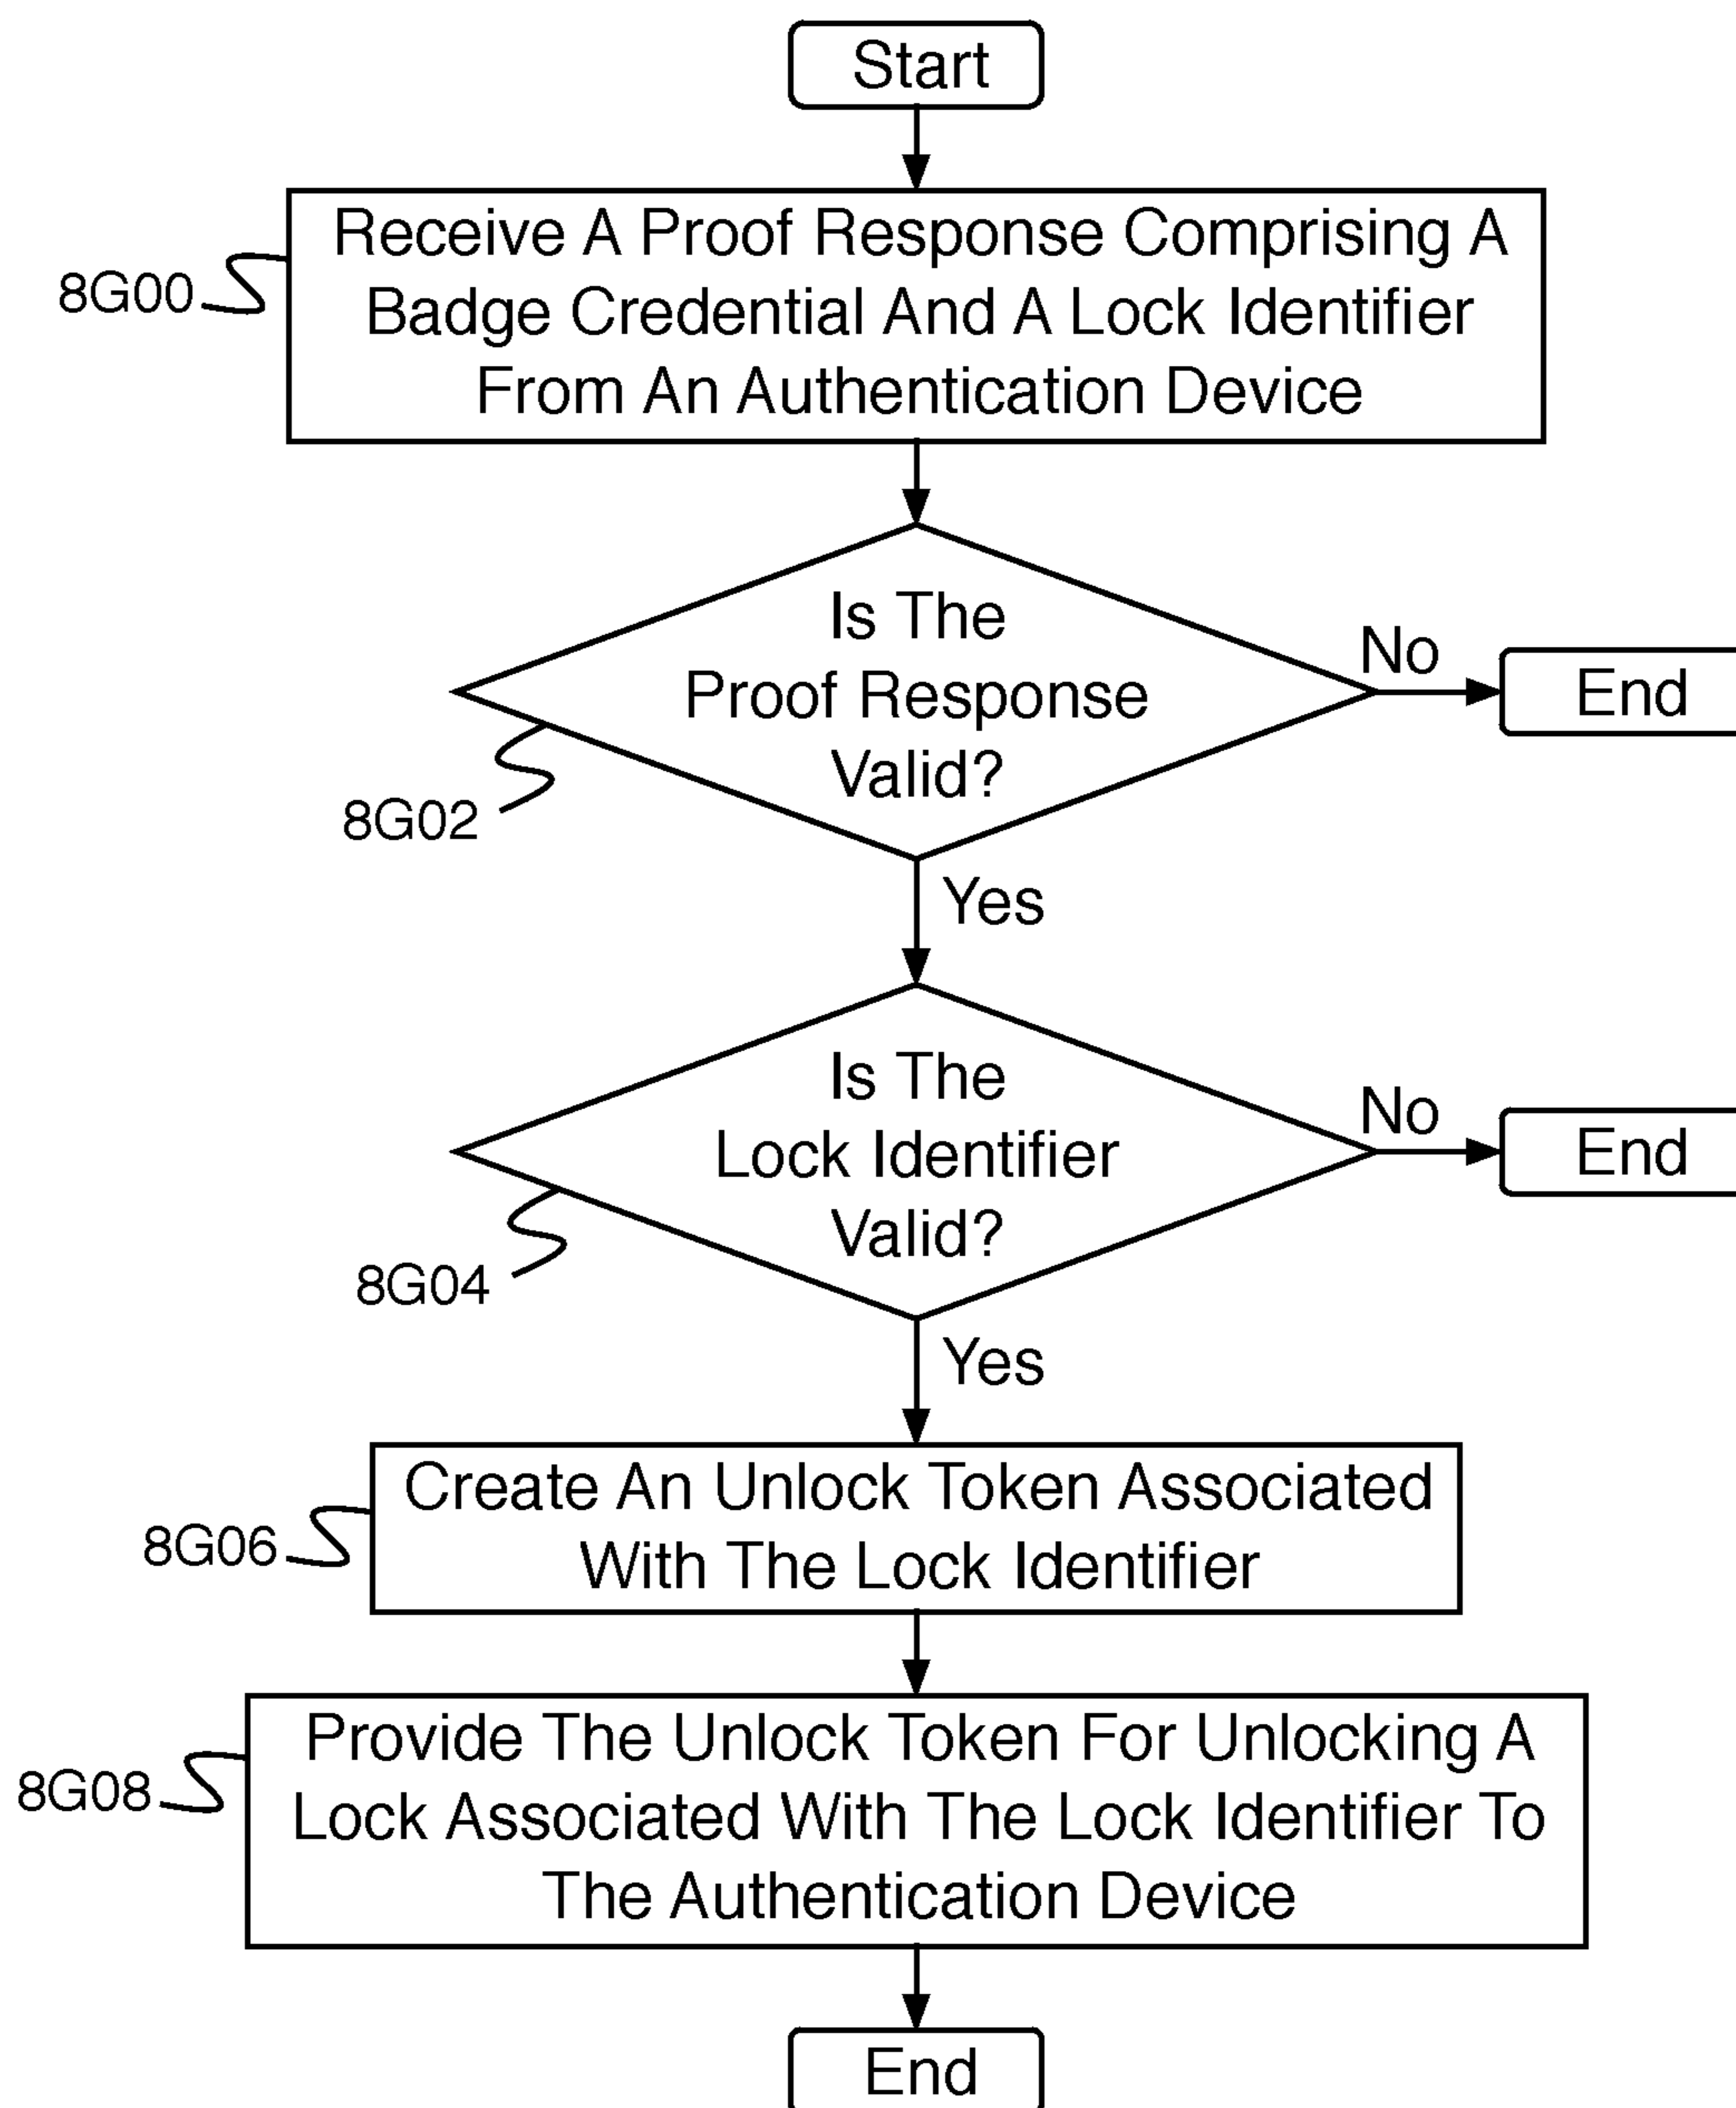 Start
Receive A Proof Response Comprising A
Badge Credential And A Lock Identifier
From An Authentication Device
8G00
Is The
Proof Response
Valid?
No
End
8G02
Yes
Is The
Lock Identifier
Valid?
No
End
8G04
Yes
Create An Unlock Token Associated
With The Lock Identifier
8G06
Provide The Unlock Token For Unlocking A
Lock Associated With The Lock Identifier To
The Authentication Device
8G08
End